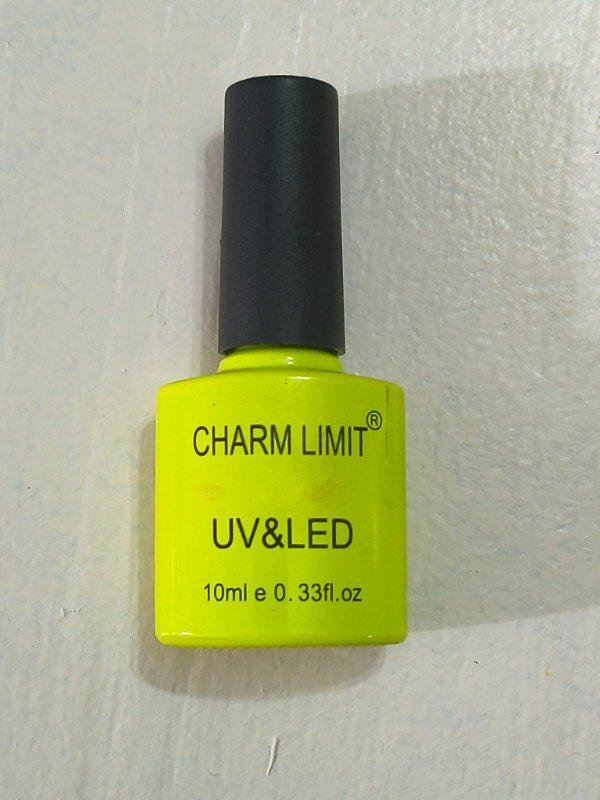 CHARM LIMIT®
UV&LED
10ml e 0.33fl.oz